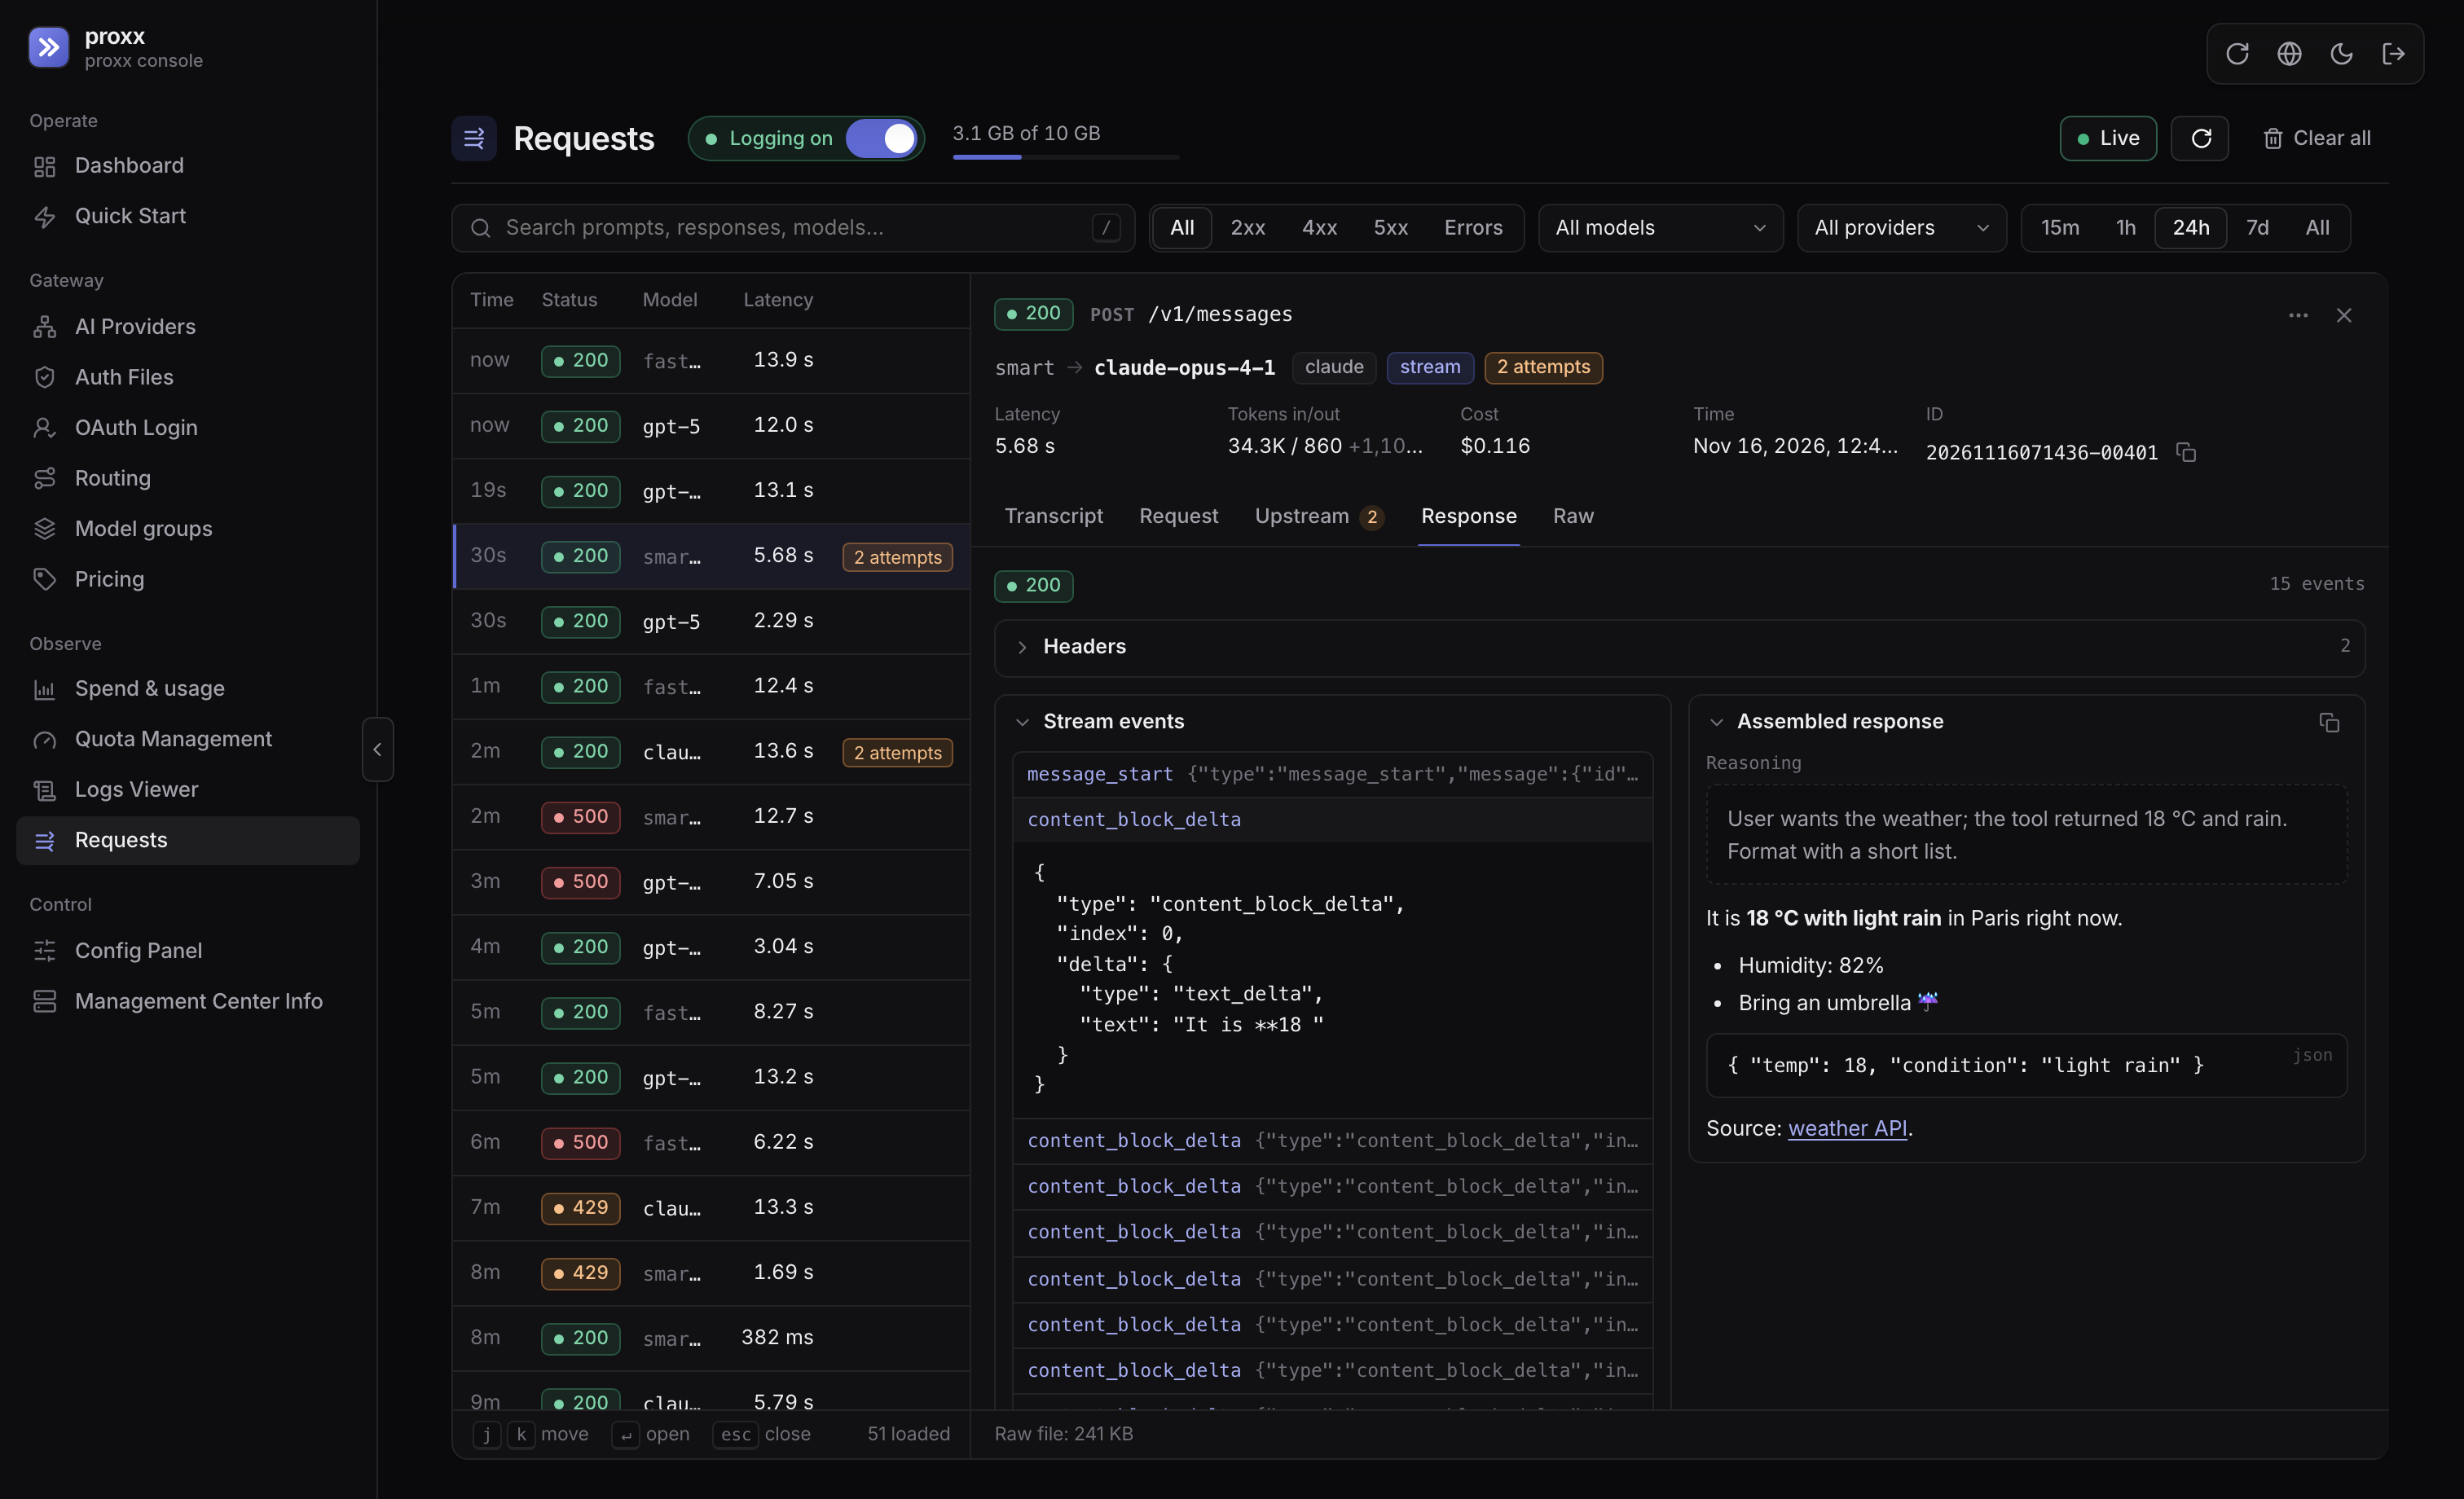 proxx
proxx console
Operate
Dashboard
Quick Start
Gateway
AI Providers
Auth Files
OAuth Login
Routing
Model groups
Pricing
Observe
Spend & usage
Quota Management
Logs Viewer
Requests
Control
Config Panel
Management Center Info
Requests
Logging on
3.1 GB of 10 GB
Live
Clear all
Search prompts, responses, models...
/
All 2xx 4xx 5xx Errors
All models
All providers
15m 1h 24h 7d All
Time Status Model Latency
now 200 fast… 13.9 s
now 200 gpt-5 12.0 s
19s 200 gpt-… 13.1 s
30s 200 smar… 5.68 s 2 attempts
30s 200 gpt-5 2.29 s
1m 200 fast… 12.4 s
2m 200 clau… 13.6 s 2 attempts
2m 500 smar… 12.7 s
3m 500 gpt-… 7.05 s
4m 200 gpt-… 3.04 s
5m 200 fast… 8.27 s
5m 200 gpt-… 13.2 s
6m 500 fast… 6.22 s
7m 429 clau… 13.3 s
8m 429 smar… 1.69 s
8m 200 smar… 382 ms
9m 200 clau… 5.79 s
j k move ↵ open esc close 51 loaded
200 POST /v1/messages
smart → claude-opus-4-1 claude stream 2 attempts
Latency Tokens in/out Cost Time ID
5.68 s 34.3K / 860 +1,10… $0.116 Nov 16, 2026, 12:4… 20261116071436-00401
Transcript Request Upstream 2 Response Raw
200 15 events
Headers 2
Stream events
message_start {"type":"message_start","message":{"id"…
content_block_delta
{
"type": "content_block_delta",
"index": 0,
"delta": {
"type": "text_delta",
"text": "It is **18 "
}
}
content_block_delta {"type":"content_block_delta","in…
content_block_delta {"type":"content_block_delta","in…
content_block_delta {"type":"content_block_delta","in…
content_block_delta {"type":"content_block_delta","in…
content_block_delta {"type":"content_block_delta","in…
content_block_delta {"type":"content_block_delta","in…
Assembled response
Reasoning
User wants the weather; the tool returned 18 °C and rain.
Format with a short list.
It is 18 °C with light rain in Paris right now.
• Humidity: 82%
• Bring an umbrella ☔
{ "temp": 18, "condition": "light rain" }
json
Source: weather API.
Raw file: 241 KB